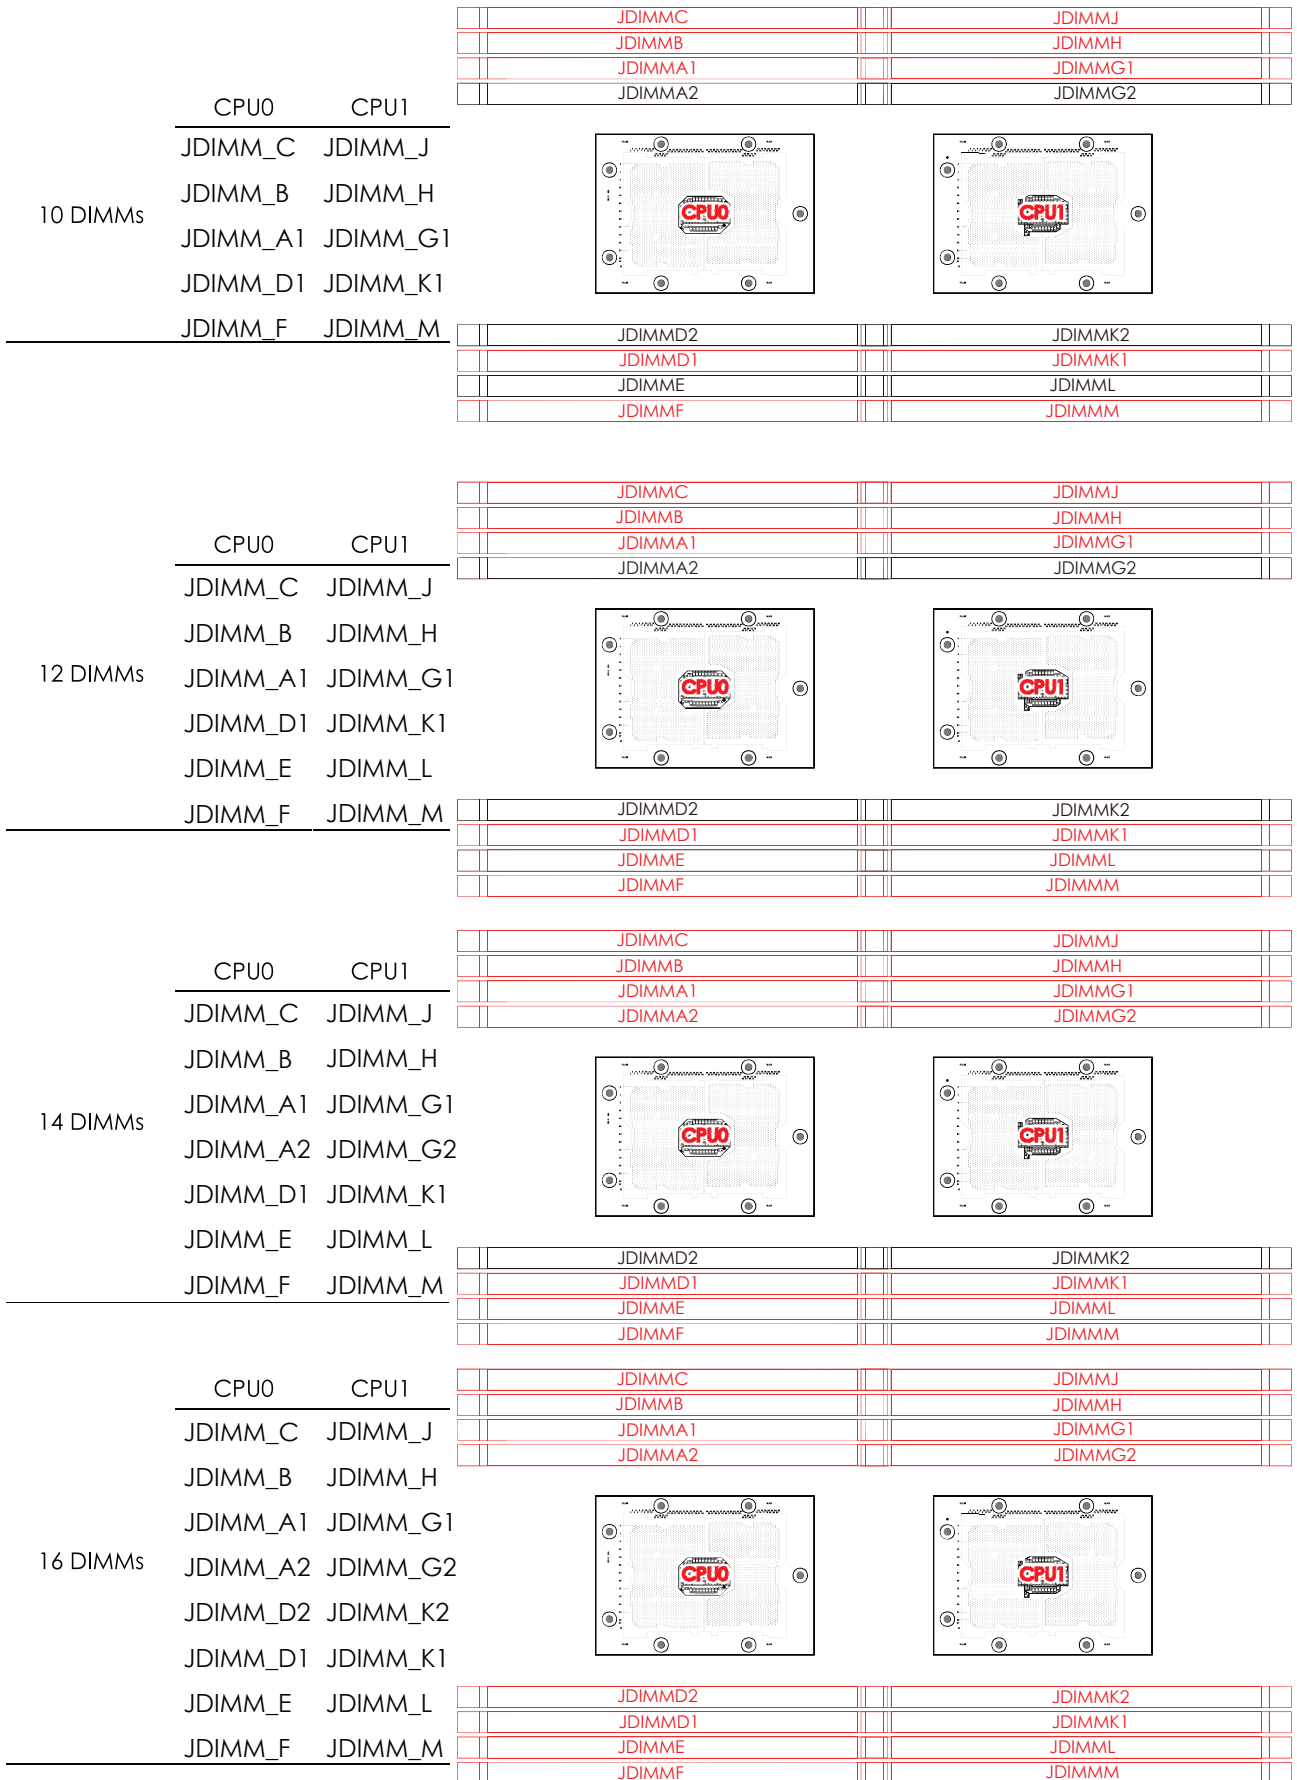 JDIMMC JDIMMJ
JDIMMB JDIMMH
JDIMMA1 JDIMMG1
JDIMMA2 JDIMMG2
CPU0 CPU1
JDIMM_C JDIMM_J
JDIMM_B JDIMM_H
10 DIMMs
JDIMM_A1 JDIMM_G1
JDIMM_D1 JDIMM_K1
JDIMM_F JDIMM_M
CPU0 CPU1
JDIMMD2 JDIMMK2
JDIMMD1 JDIMMK1
JDIMME JDIMML
JDIMMF JDIMMM
JDIMMC JDIMMJ
JDIMMB JDIMMH
JDIMMA1 JDIMMG1
JDIMMA2 JDIMMG2
CPU0 CPU1
JDIMM_C JDIMM_J
JDIMM_B JDIMM_H
12 DIMMs
JDIMM_A1 JDIMM_G1
JDIMM_D1 JDIMM_K1
JDIMM_E JDIMM_L
JDIMM_F JDIMM_M
CPU0 CPU1
JDIMMD2 JDIMMK2
JDIMMD1 JDIMMK1
JDIMME JDIMML
JDIMMF JDIMMM
JDIMMC JDIMMJ
JDIMMB JDIMMH
JDIMMA1 JDIMMG1
JDIMMA2 JDIMMG2
CPU0 CPU1
JDIMM_C JDIMM_J
JDIMM_B JDIMM_H
JDIMM_A1 JDIMM_G1
14 DIMMs
JDIMM_A2 JDIMM_G2
JDIMM_D1 JDIMM_K1
JDIMM_E JDIMM_L
JDIMM_F JDIMM_M
CPU0 CPU1
JDIMMD2 JDIMMK2
JDIMMD1 JDIMMK1
JDIMME JDIMML
JDIMMF JDIMMM
JDIMMC JDIMMJ
JDIMMB JDIMMH
JDIMMA1 JDIMMG1
JDIMMA2 JDIMMG2
CPU0 CPU1
JDIMM_C JDIMM_J
JDIMM_B JDIMM_H
JDIMM_A1 JDIMM_G1
16 DIMMs
JDIMM_A2 JDIMM_G2
JDIMM_D2 JDIMM_K2
JDIMM_D1 JDIMM_K1
JDIMM_E JDIMM_L
JDIMM_F JDIMM_M
CPU0 CPU1
JDIMMD2 JDIMMK2
JDIMMD1 JDIMMK1
JDIMME JDIMML
JDIMMF JDIMMM